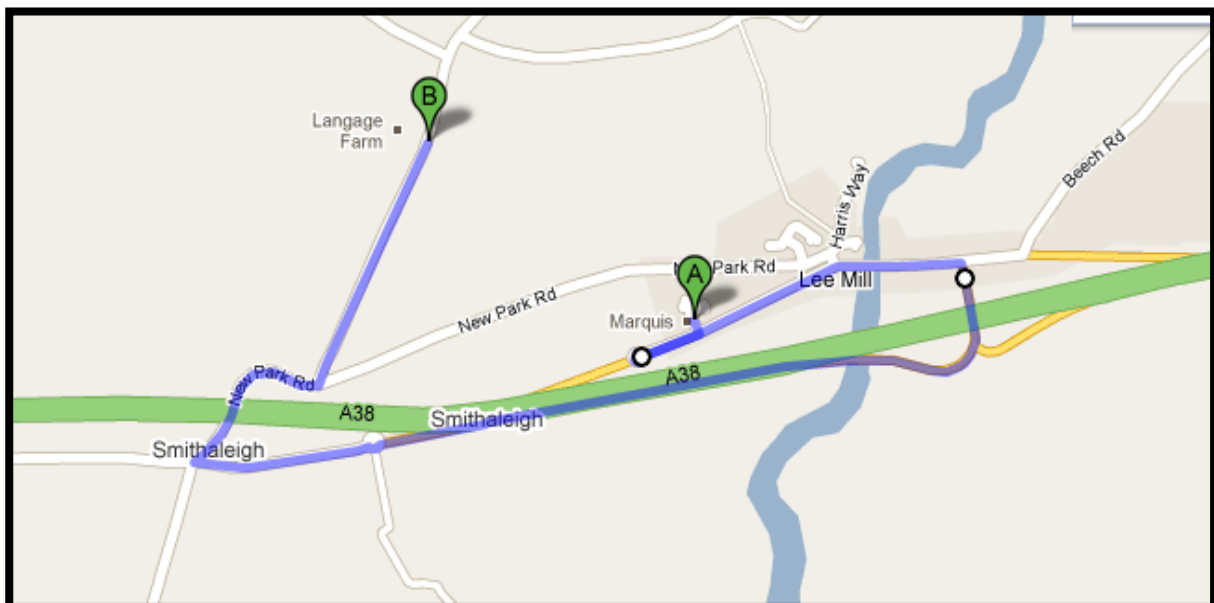 B
Langage
Farm
Beech Rd
Harris Way
New Park Rd
A
Lee Mill
New Park Rd
Marquis
A38
New Park Rd
A38
Smithaleigh
Smithaleigh